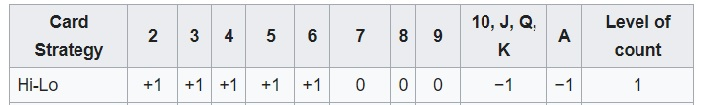 Card Strategy 2 3 4 5 6 7 8 9 10, J, Q, K A Level of count
Hi-Lo +1 +1 +1 +1 +1 0 0 0 −1 −1 1